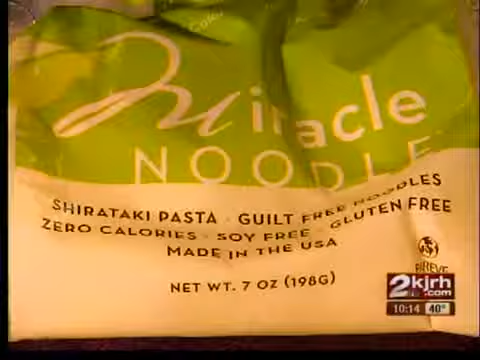 Miracle
NOODLE
SHIRATAKI PASTA · GUILT FREE NOODLES
ZERO CALORIES · SOY FREE · GLUTEN FREE
MADE IN THE USA
NET WT. 7 OZ (198G)
2kjrh
.com
10:14 40°